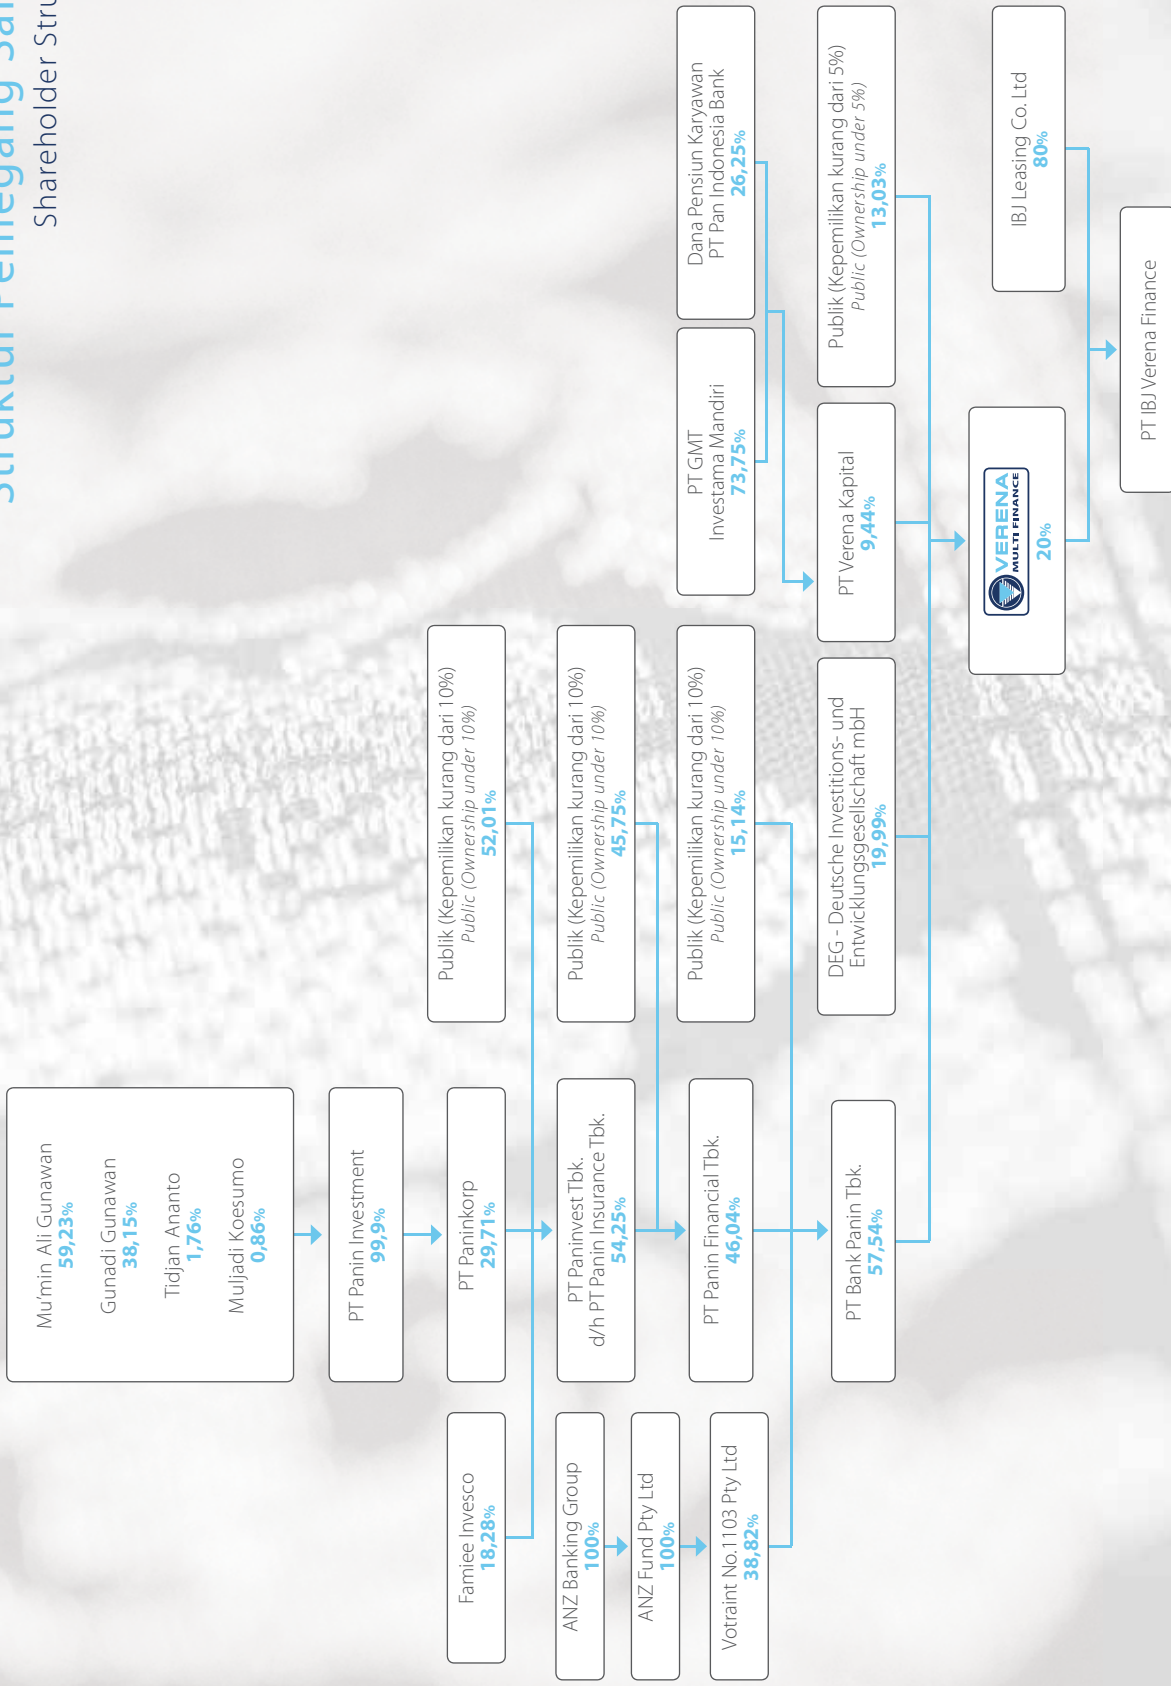 Struktur Pemegang
Shareholder
Mu'min Ali Gunawan
59,23%
Gunadi Gunawan
38,15%
Tidjan Ananto
1,76%
Muljadi Koesumo
0,86%
PT Panin Investment
99,9%
Famiee Invesco
18,28%
PT Paninkorp
29,71%
Publik (Kepemilikan kurang dari 10%)
Public (Ownership under 10%)
52,01%
ANZ Banking Group
100%
PT Paninvest Tbk.
d/h PT Panin Insurance Tbk.
54,25%
Publik (Kepemilikan kurang dari 10%)
Public (Ownership under 10%)
45,75%
ANZ Fund Pty Ltd
100%
Votraint No.1103 Pty Ltd
38,82%
PT Panin Financial Tbk.
46,04%
Publik (Kepemilikan kurang dari 10%)
Public (Ownership under 10%)
15,14%
PT GMT
Investama Mandiri
73,75%
Dana Pensiun Karyawan
PT Pan Indonesia Bank
26,25%
PT Bank Panin Tbk.
57,54%
DEG - Deutsche Investitions- und
Entwicklungsgesellschaft mbH
19,99%
PT Verena Kapital
9,44%
Publik (Kepemilikan kurang dari 5%)
Public (Ownership under 5%)
13,03%
VERENA
MULTI FINANCE
20%
IBJ Leasing Co. Ltd
80%
PT IBJ Verena Finance